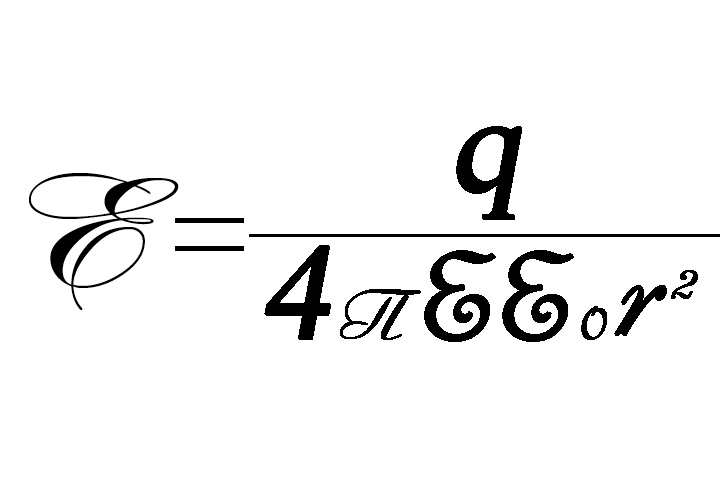 ℰ = q
4πεε₀r²